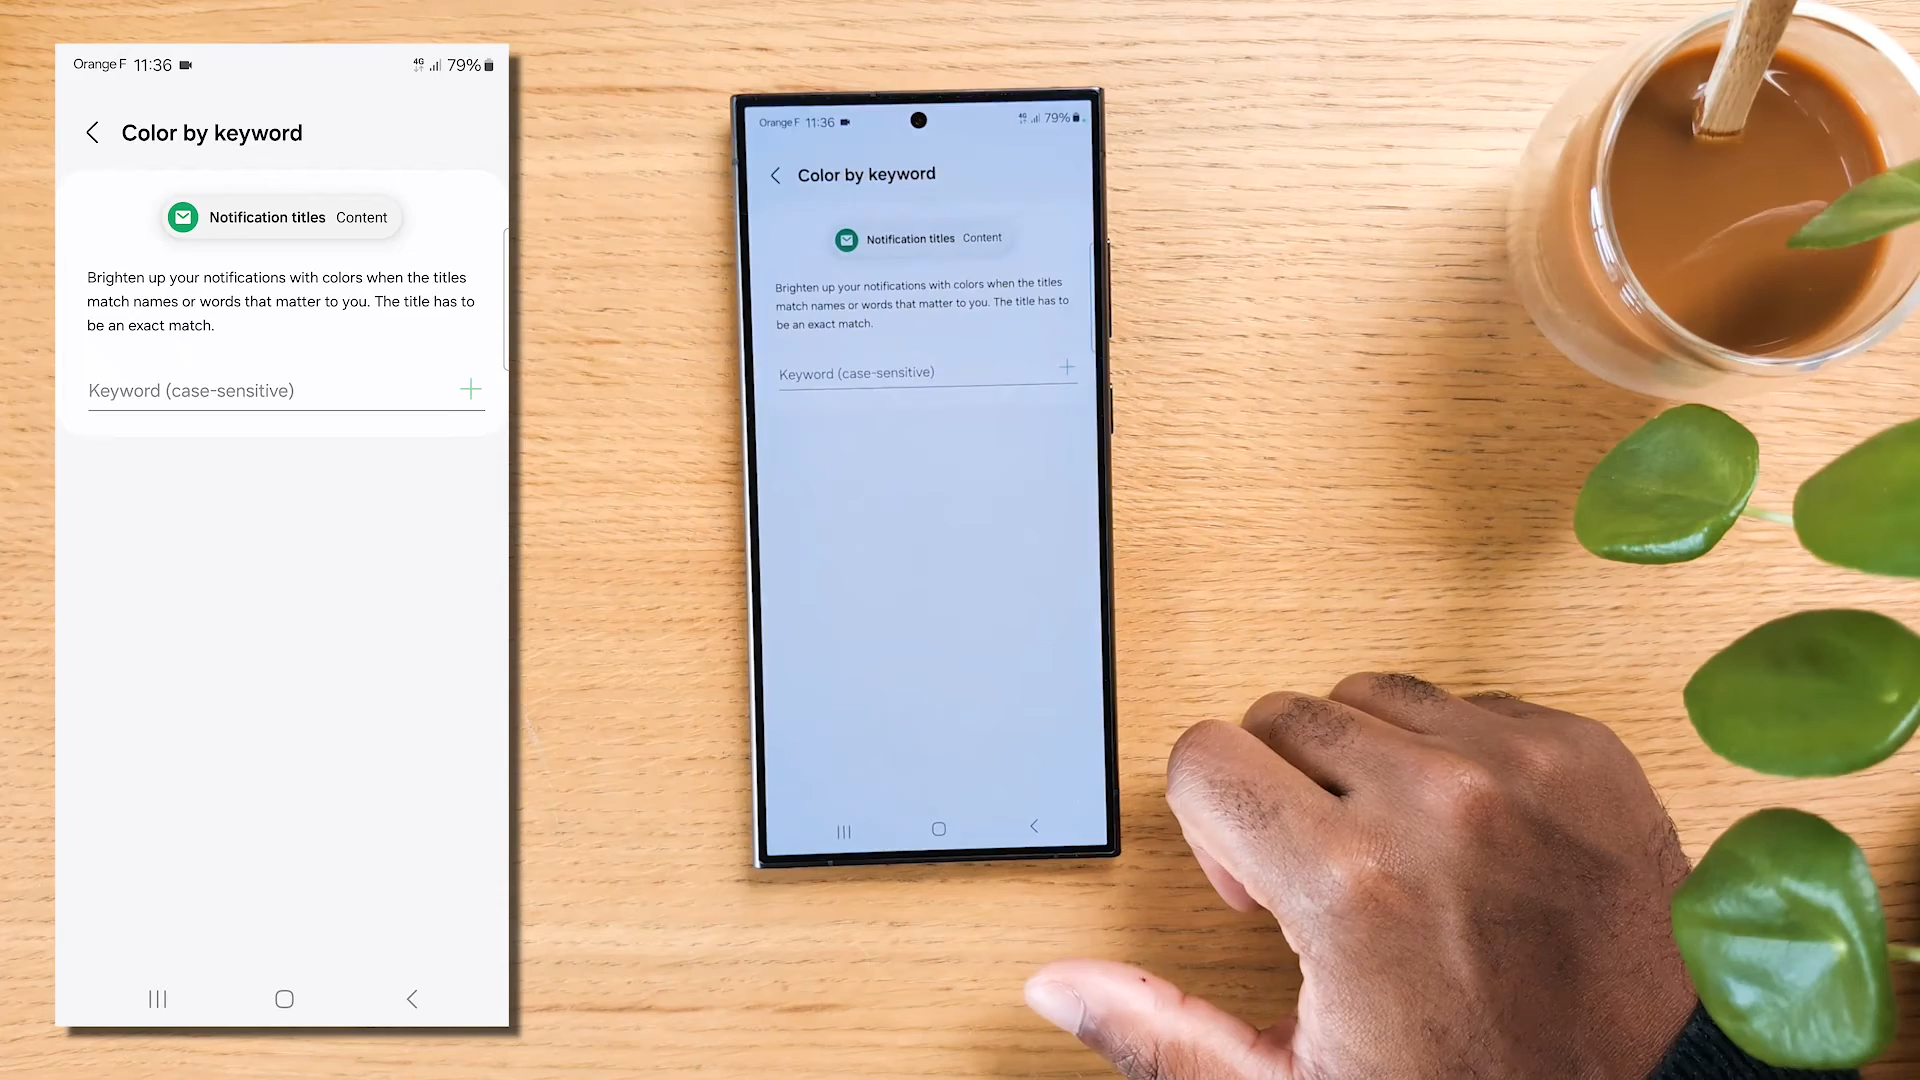 Orange F 11:36
4G 79%
Color by keyword
Notification titles Content
Brighten up your notifications with colors when the titles
match names or words that matter to you. The title has to
be an exact match.
Keyword (case-sensitive)
Orange F 11:36
4G 79%
Color by keyword
Notification titles Content
Brighten up your notifications with colors when the titles
match names or words that matter to you. The title has to
be an exact match.
Keyword (case-sensitive)